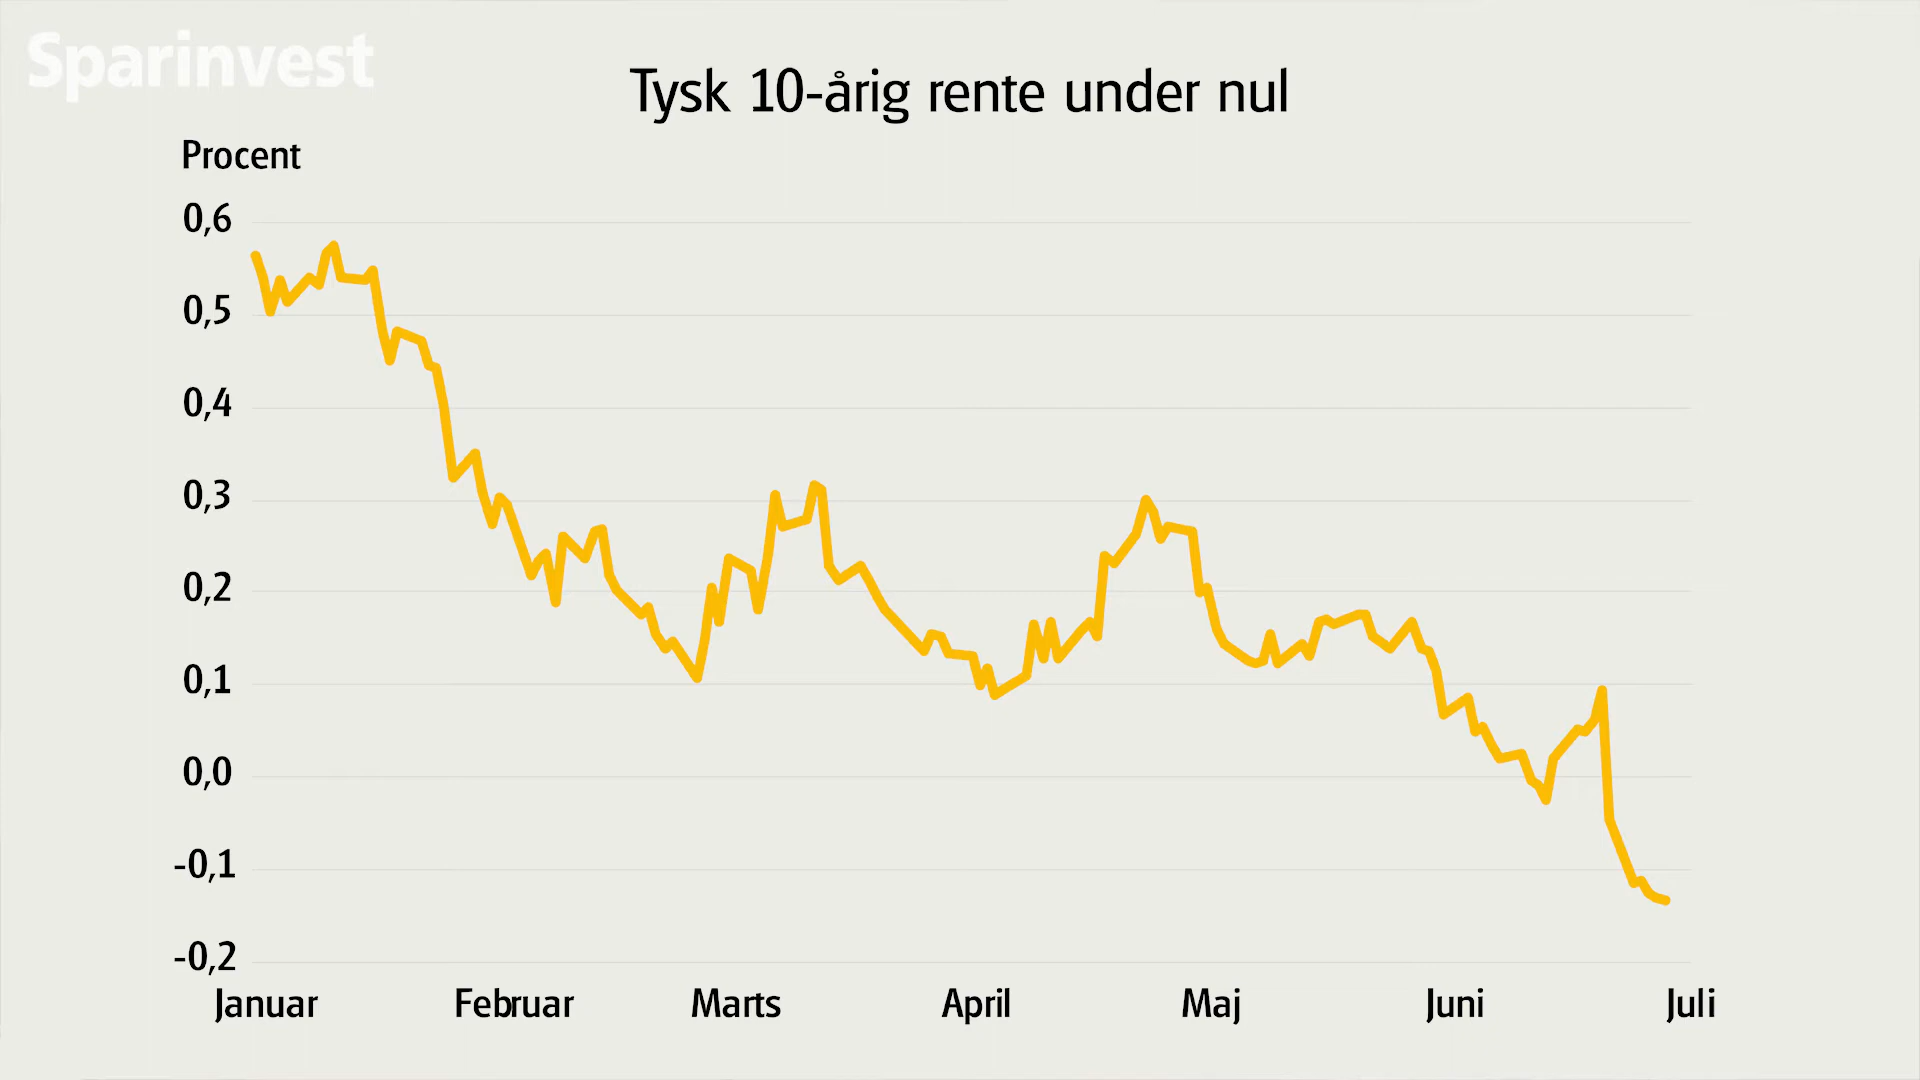 Sparinvest
Tysk 10-årig rente under nul
Procent
0,6
0,5
0,4
0,3
0,2
0,1
0,0
-0,1
-0,2
Januar Februar Marts April Maj Juni Juli